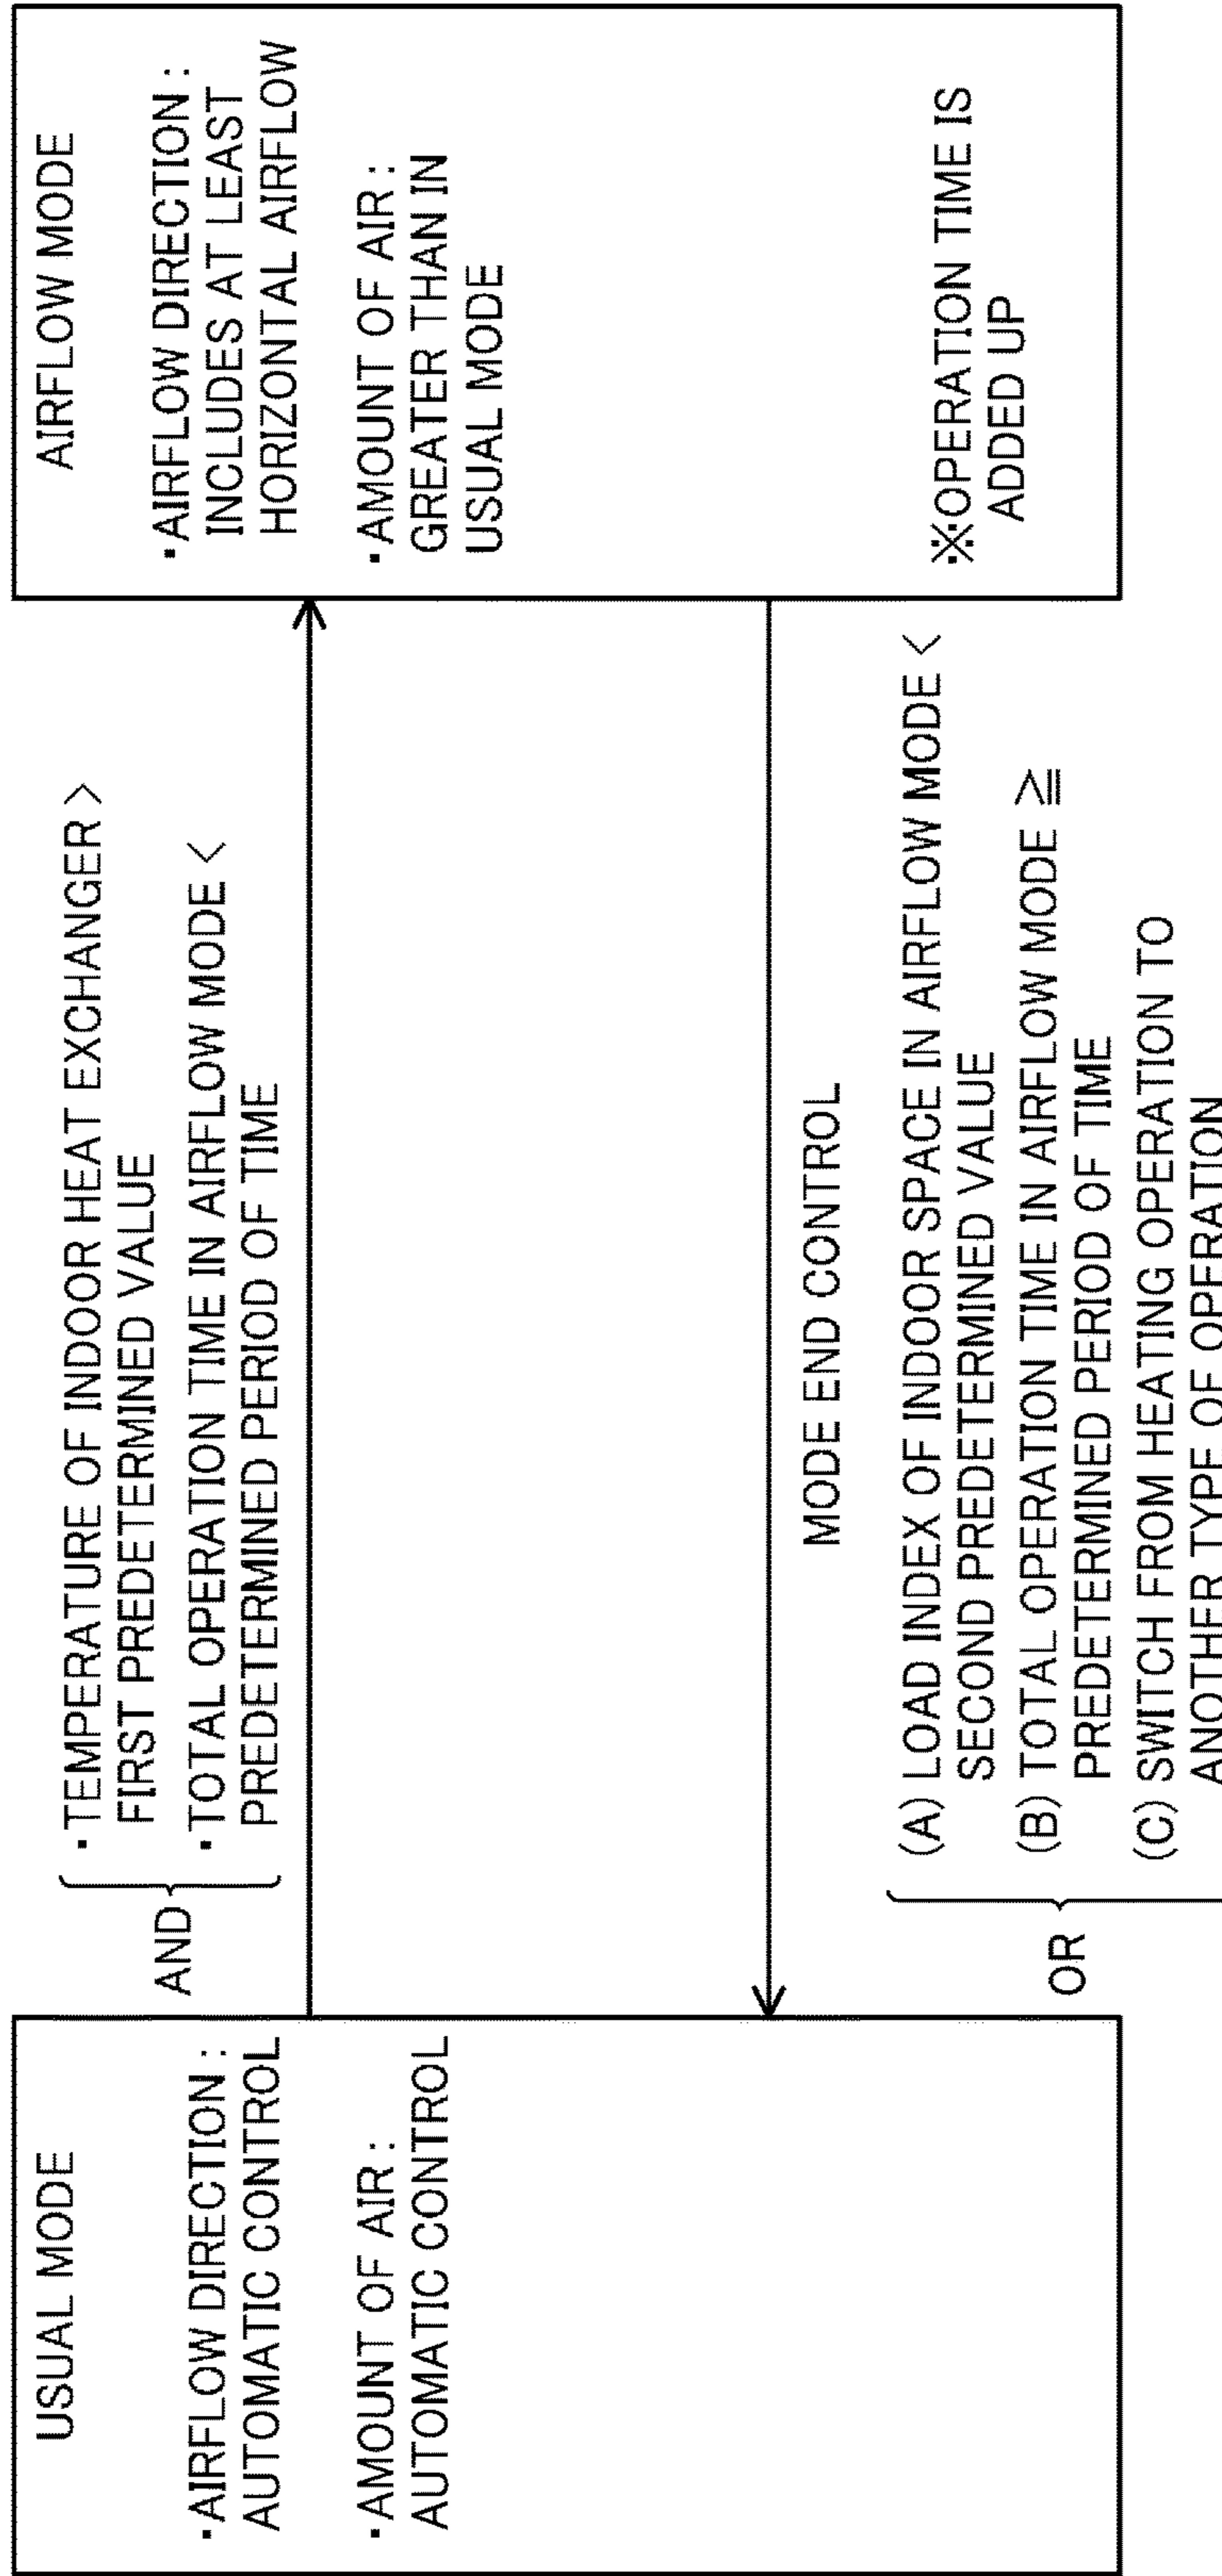 USUAL MODE
・AIRFLOW DIRECTION :
AUTOMATIC CONTROL
・AMOUNT OF AIR :
AUTOMATIC CONTROL
AND
・TEMPERATURE OF INDOOR HEAT EXCHANGER >
FIRST PREDETERMINED VALUE
・TOTAL OPERATION TIME IN AIRFLOW MODE <
PREDETERMINED PERIOD OF TIME
MODE END CONTROL
OR
(A) LOAD INDEX OF INDOOR SPACE IN AIRFLOW MODE <
SECOND PREDETERMINED VALUE
(B) TOTAL OPERATION TIME IN AIRFLOW MODE ≧
PREDETERMINED PERIOD OF TIME
(C) SWITCH FROM HEATING OPERATION TO
ANOTHER TYPE OF OPERATION
AIRFLOW MODE
・AIRFLOW DIRECTION :
INCLUDES AT LEAST
HORIZONTAL AIRFLOW
・AMOUNT OF AIR :
GREATER THAN IN
USUAL MODE
※OPERATION TIME IS
ADDED UP